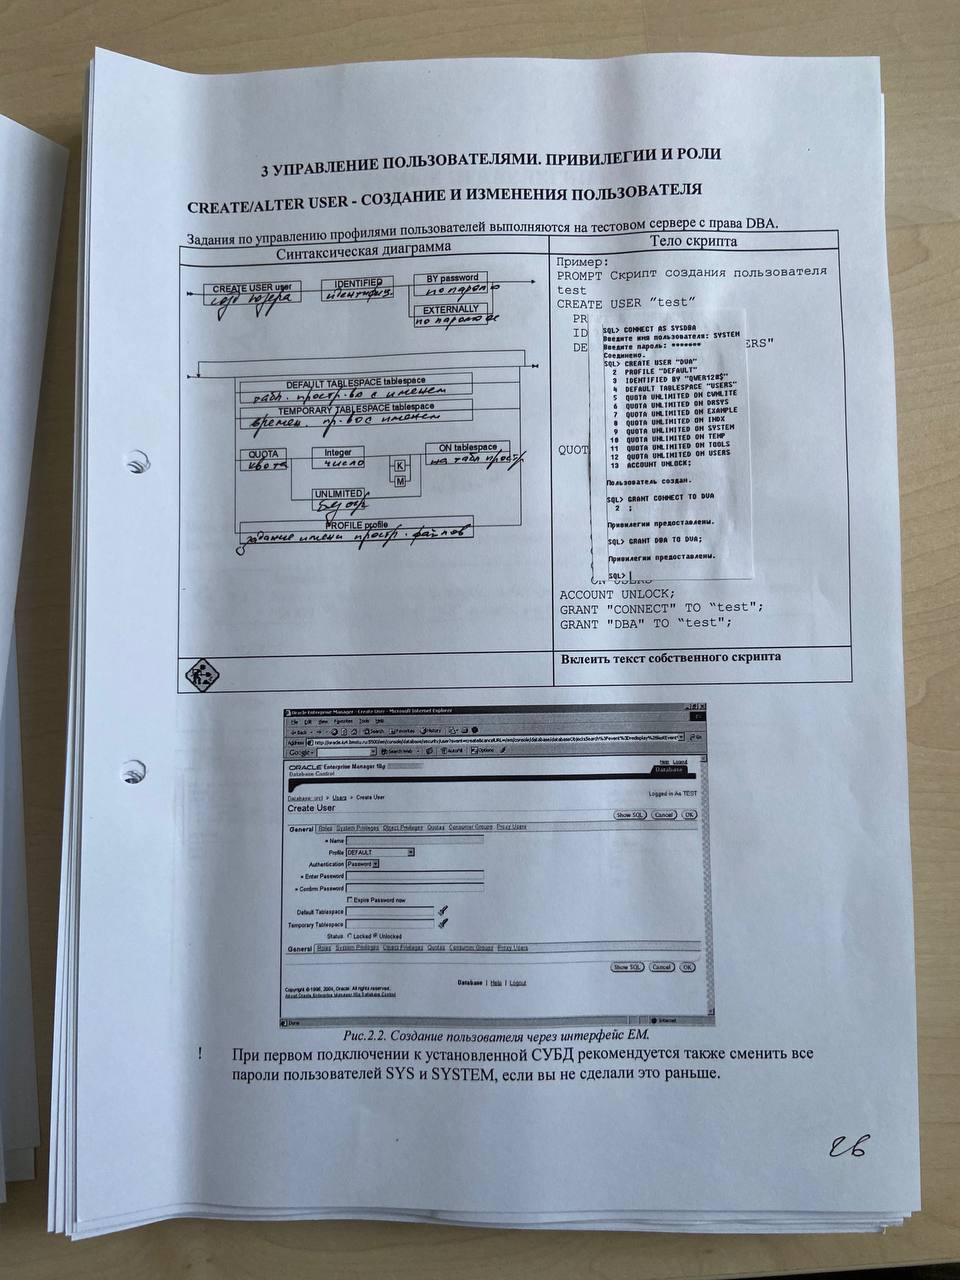 3 УПРАВЛЕНИЕ ПОЛЬЗОВАТЕЛЯМИ. ПРИВИЛЕГИИ И РОЛИ
CREATE/ALTER USER - СОЗДАНИЕ И ИЗМЕНЕНИЯ ПОЛЬЗОВАТЕЛЯ
Задания по управлению профилями пользователей выполняются на тестовом сервере с права DBA.
Синтаксическая диаграмма
CREATE USER user
созд юзера
IDENTIFIED
идентифиц.
BY password
по паролю
EXTERNALLY
по паролю ос
DEFAULT TABLESPACE tablespace
табл. простр-во с именем
TEMPORARY TABLESPACE tablespace
времен. пр-во с именем
QUOTA
квота
Integer
число
K
M
ON tablespace
на табл простр.
UNLIMITED
PROFILE profile
задание имени простр. файлов
Тело скрипта
Пример:
PROMPT Скрипт создания пользователя
test
CREATE USER "test"
PR
ID
DE
ERS"
QUOT
SQL> CONNECT AS SYSDBA
Введите имя пользователя: SYSTEM
Введите пароль: *******
Соединено.
SQL> CREATE USER "DUA"
2 PROFILE "DEFAULT"
3 IDENTIFIED BY "QWER12@$"
4 DEFAULT TABLESPACE "USERS"
5 QUOTA UNLIMITED ON CWMLITE
6 QUOTA UNLIMITED ON DRSYS
7 QUOTA UNLIMITED ON EXAMPLE
8 QUOTA UNLIMITED ON INDX
9 QUOTA UNLIMITED ON SYSTEM
10 QUOTA UNLIMITED ON TEMP
11 QUOTA UNLIMITED ON TOOLS
12 QUOTA UNLIMITED ON USERS
13 ACCOUNT UNLOCK;
Пользователь создан.
SQL> GRANT CONNECT TO DUA
2 ;
Привилегии предоставлены.
SQL> GRANT DBA TO DUA;
Привилегии предоставлены.
SQL>
ON USERS
ACCOUNT UNLOCK;
GRANT "CONNECT" TO "test";
GRANT "DBA" TO "test";
Вклеить текст собственного скрипта
Oracle Enterprise Manager - Create User - Microsoft Internet Explorer
File Edit View Favorites Tools Help
Back Search Favorites History
Address
Google
Search Web
Options
ORACLE Enterprise Manager 10g
Database Control
Help Logout
Database
Database: orcl > Users > Create User
Logged in As TEST
Create User
Show SQL Cancel OK
General Roles System Privileges Object Privileges Quotas Consumer Groups Proxy Users
* Name
Profile DEFAULT
Authentication Password
* Enter Password
* Confirm Password
Expire Password now
Default Tablespace
Temporary Tablespace
Status Locked Unlocked
General Roles System Privileges Object Privileges Quotas Consumer Groups Proxy Users
Show SQL Cancel OK
Database | Help | Logout
Copyright © 1996, 2004, Oracle. All rights reserved.
About Oracle Enterprise Manager 10g Database Control
Done
Internet
Рис.2.2. Создание пользователя через интерфейс EM.
! При первом подключении к установленной СУБД рекомендуется также сменить все
пароли пользователей SYS и SYSTEM, если вы не сделали это раньше.
26